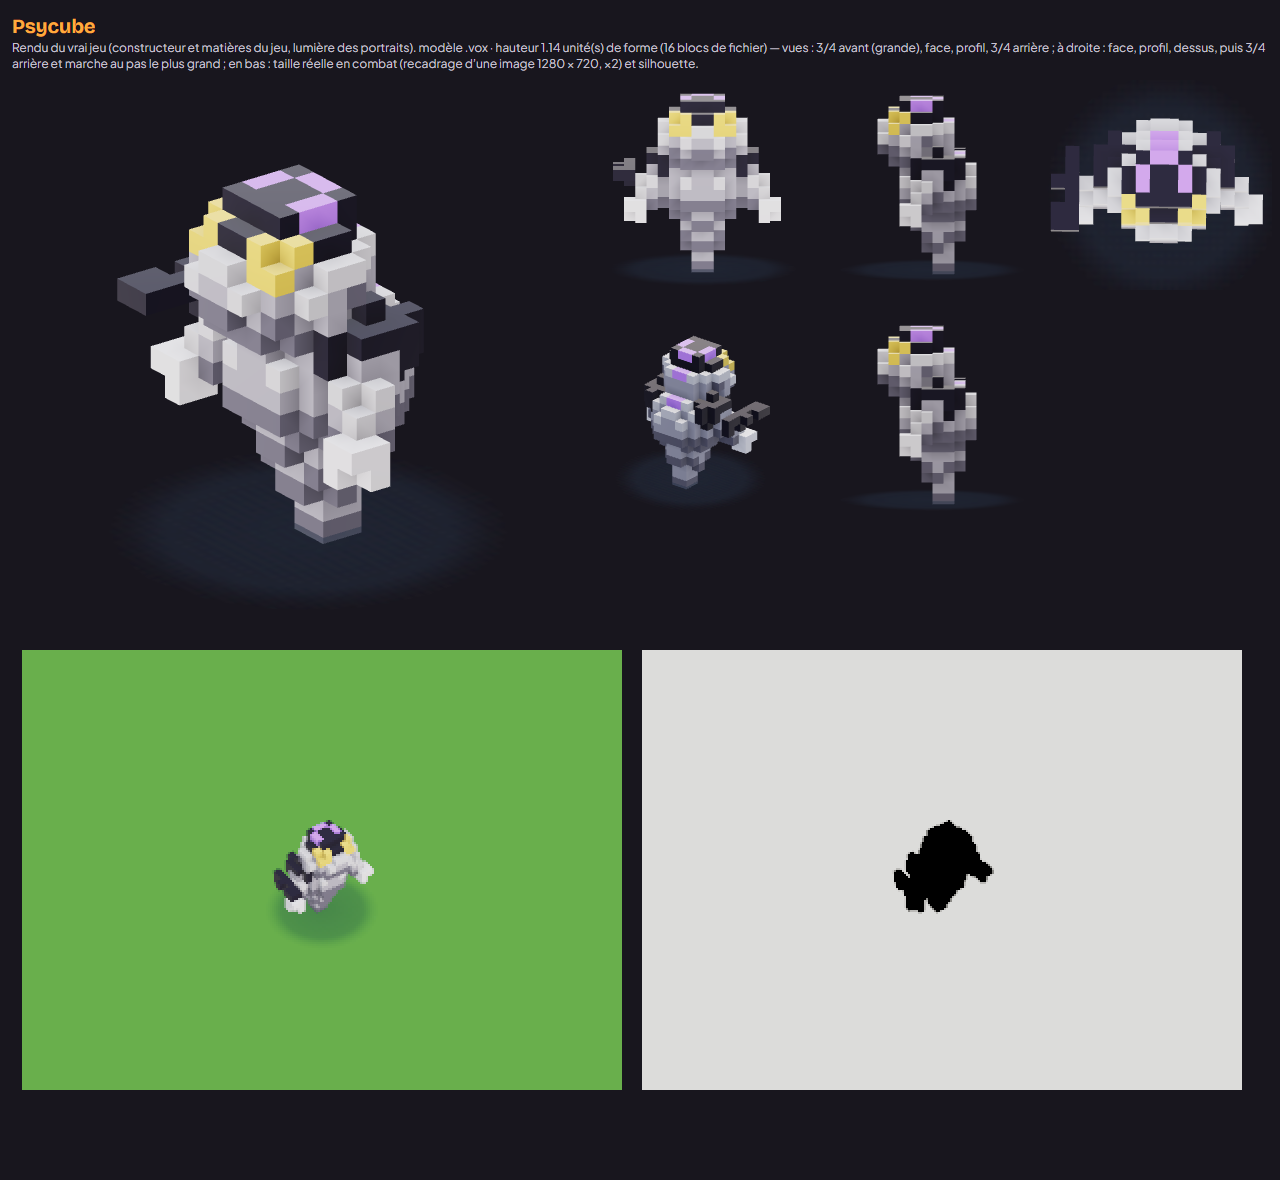 Psycube
Rendu du vrai jeu (constructeur et matières du jeu, lumière des portraits). modèle .vox · hauteur 1.14 unité(s) de forme (16 blocs de fichier) — vues : 3/4 avant (grande), face, profil, 3/4 arrière ; à droite : face, profil, dessus, puis 3/4
arrière et marche au pas le plus grand ; en bas : taille réelle en combat (recadrage d'une image 1280 × 720, ×2) et silhouette.